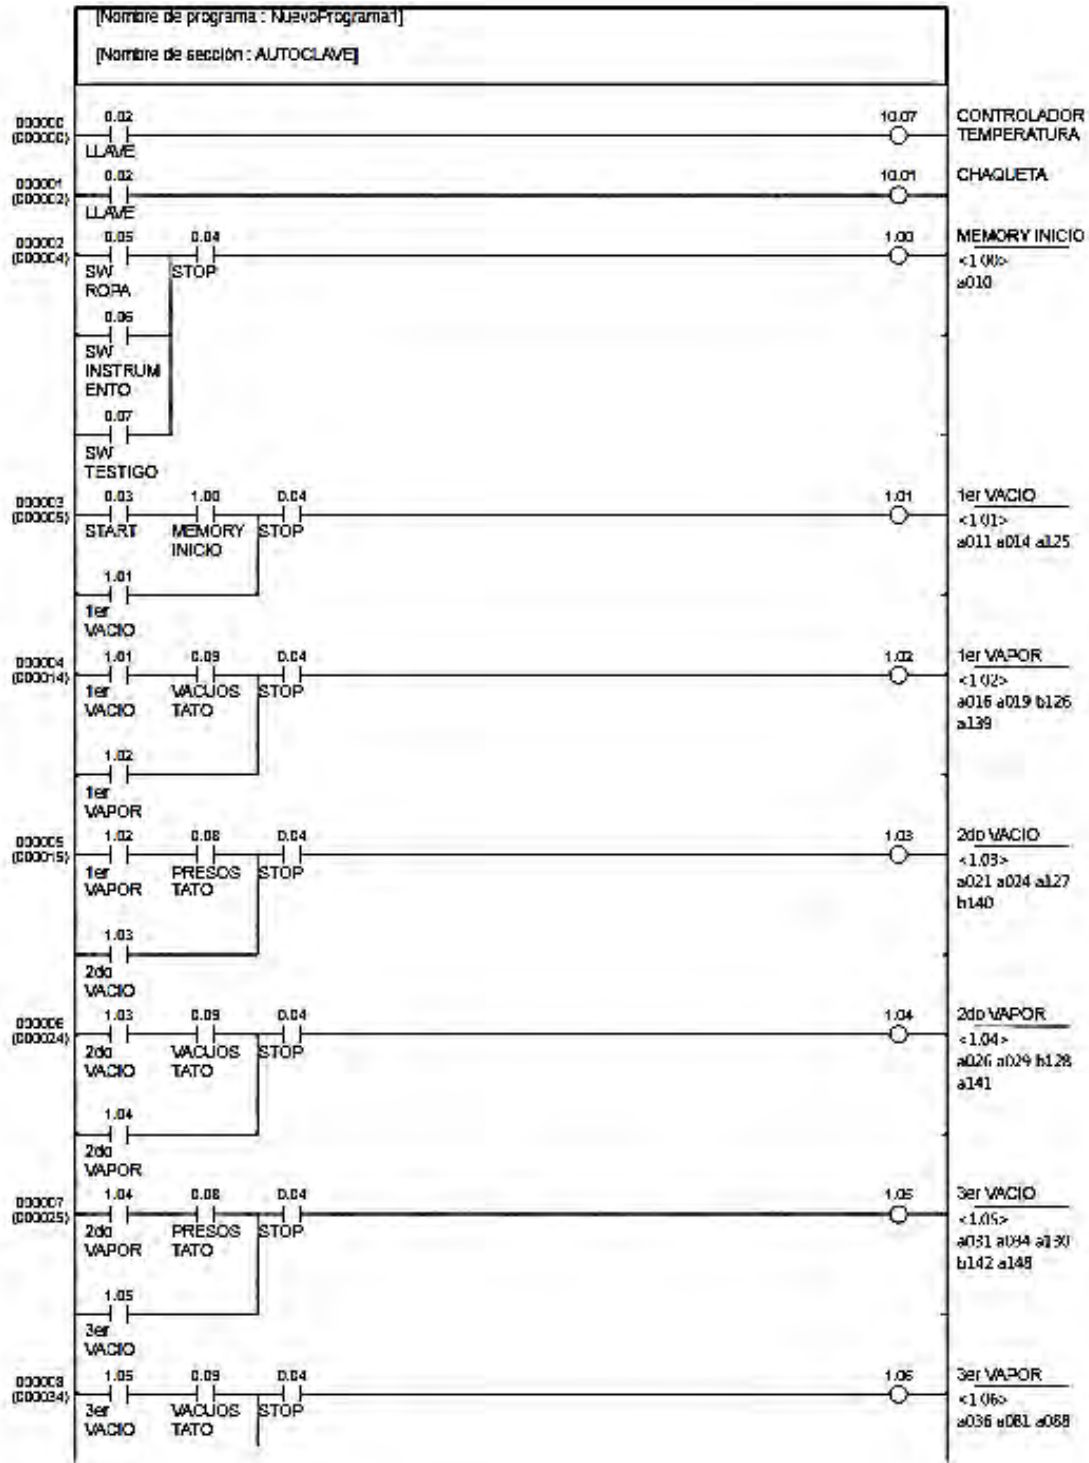 [Nombre de programa : NuevoPrograma1]
[Nombre de sección : AUTOCLAVE]
000000
(000000)
0.02
LLAVE
10.07
CONTROLADOR
TEMPERATURA
000001
(000002)
0.02
LLAVE
10.01
CHAQUETA
000002
(000004)
0.05
SW
ROPA
0.04
STOP
1.00
MEMORY INICIO
<1.00>
a010
0.06
SW
INSTRUM
ENTO
0.07
SW
TESTIGO
000003
0.03
START
1.00
MEMORY
INICIO
0.04
STOP
1.01
1er VACIO
<1.01>
a011 a014 a125
1.01
1er
VACIO
000004
(000014)
1.01
1er
VACIO
0.09
VACUOS
TATO
0.04
STOP
1.02
1er VAPOR
<1.02>
a016 a019 b126
a139
1.02
1er
VAPOR
000005
1.02
1er
VAPOR
0.08
PRESOS
TATO
0.04
STOP
1.03
2do VACIO
<1.03>
a021 a024 a127
b140
1.03
2do
VACIO
000006
(000024)
1.03
2do
VACIO
0.09
VACUOS
TATO
0.04
STOP
1.04
2do VAPOR
<1.04>
a026 a029 b128
a141
1.04
2do
VAPOR
000007
1.04
2do
VAPOR
0.08
PRESOS
TATO
0.04
STOP
1.05
3er VACIO
<1.05>
a031 a034 a130
b142 a148
1.05
3er
VACIO
000008
(000034)
1.05
3er
VACIO
0.09
VACUOS
TATO
0.04
STOP
1.06
3er VAPOR
<1.06>
a036 a081 a088